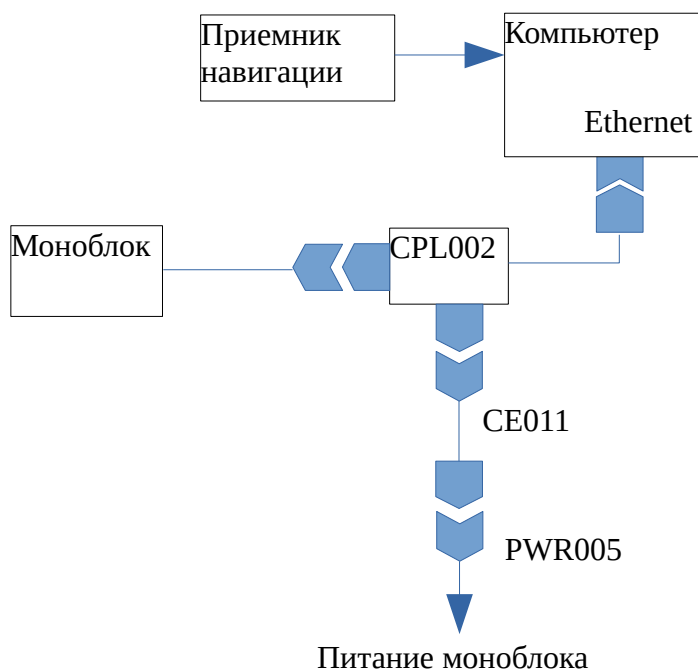 Приемник
навигации
Компьютер
Ethernet
Моноблок
CPL002
CE011
PWR005
Питание моноблока